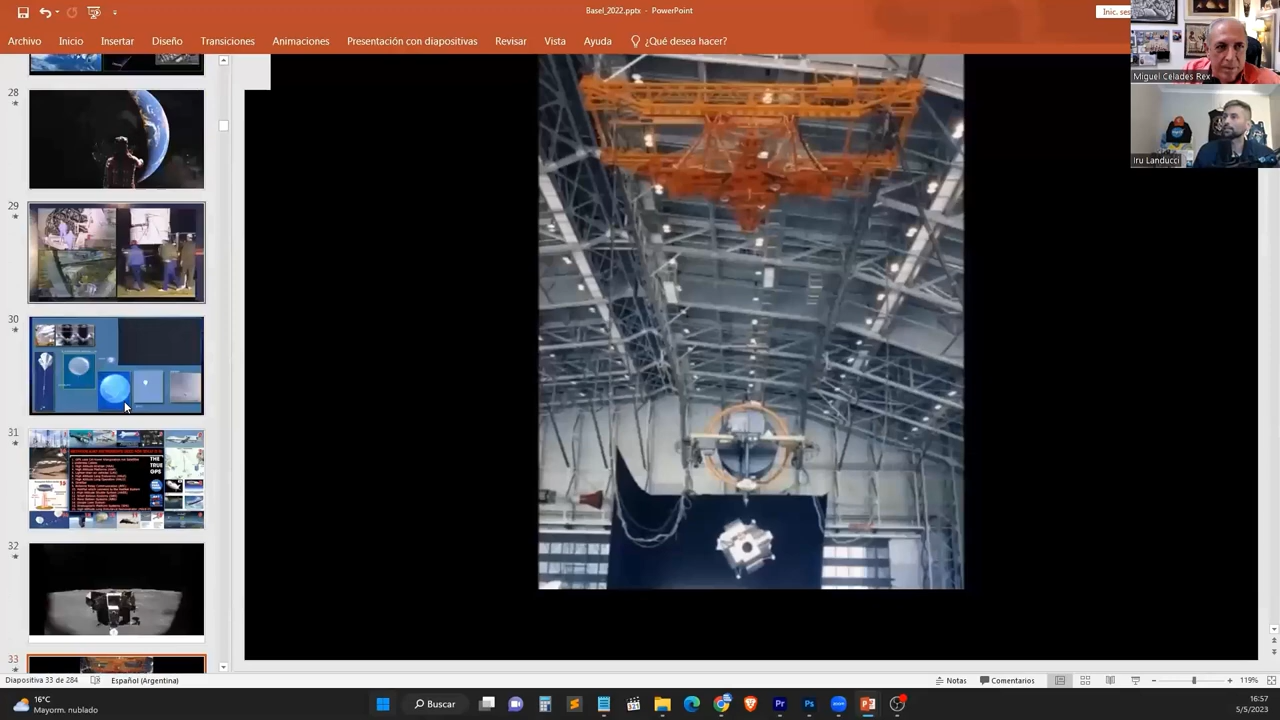 Basel_2022.pptx - PowerPoint
Inic. ses
Archivo Inicio Insertar Diseño Transiciones Animaciones Presentación con diapositivas Revisar Vista Ayuda ¿Qué desea hacer?
Miguel Celades Rex
Iru Landucci
28
29
30
31
THE TRUE GPS
32
33
Diapositiva 33 de 284 Español (Argentina) Notas Comentarios 119%
16°C
Mayorm. nublado
Buscar
16:57
5/5/2023